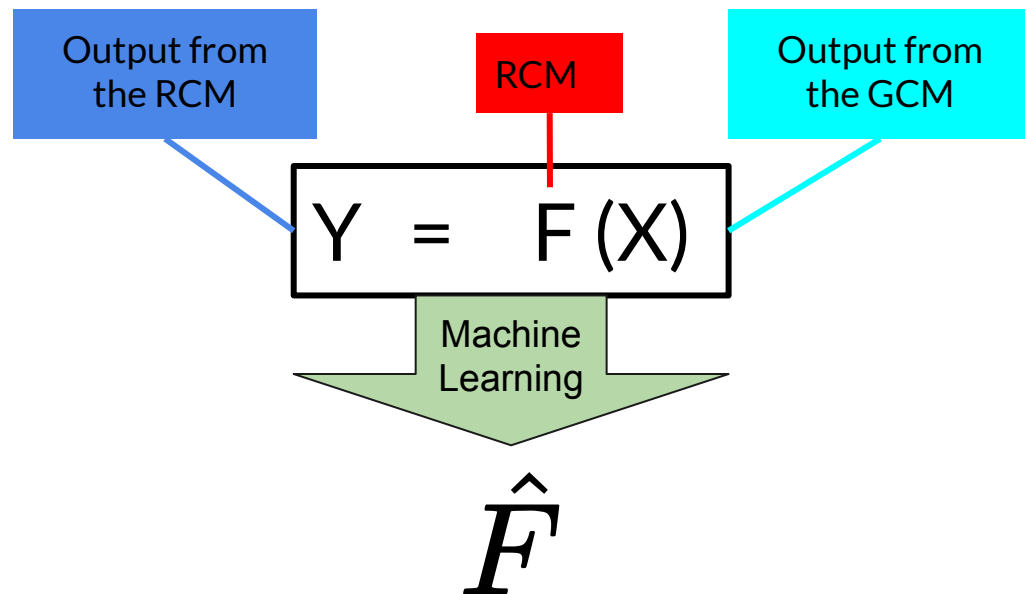 Output from
the RCM
RCM
Output from
the GCM
Y = F (X)
Machine
Learning
F̂